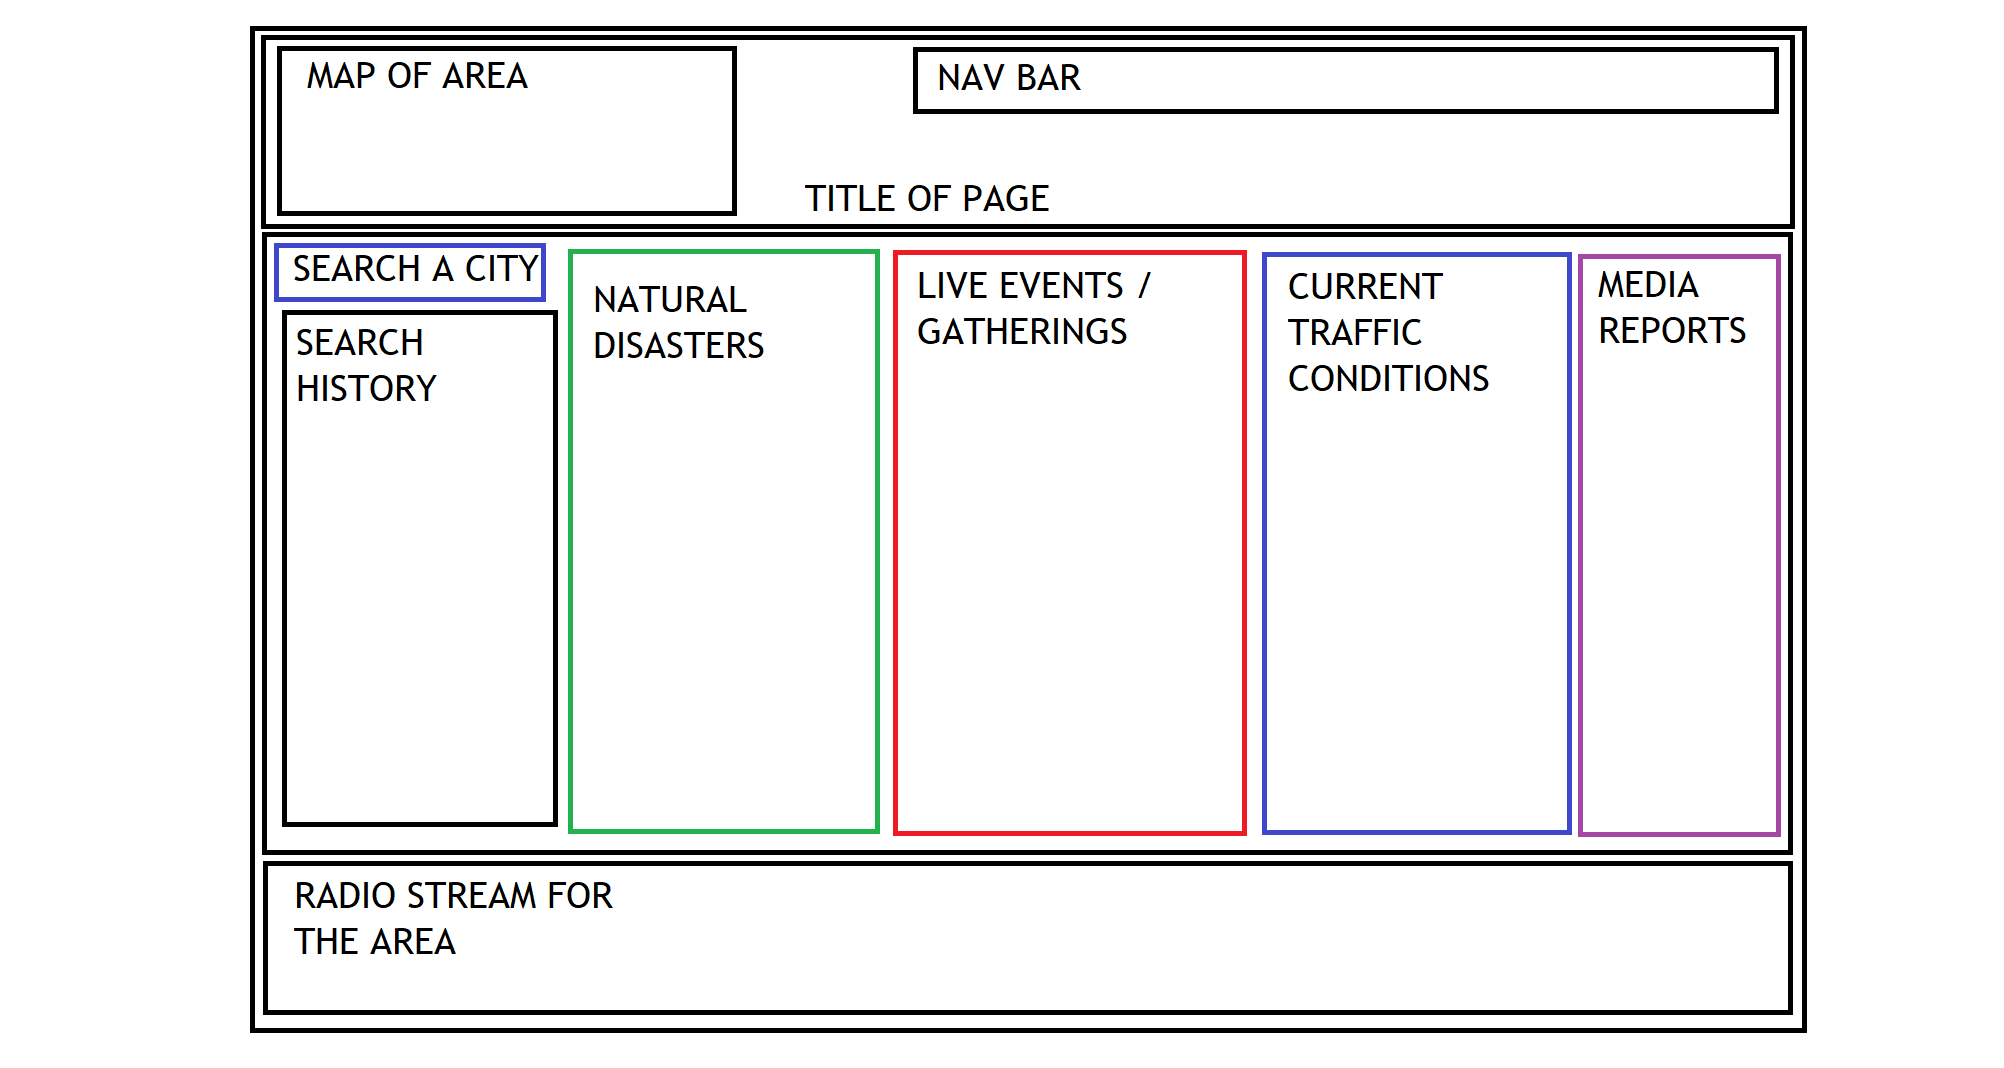 MAP OF AREA
NAV BAR
TITLE OF PAGE
SEARCH A CITY
SEARCH
HISTORY
NATURAL
DISASTERS
LIVE EVENTS /
GATHERINGS
CURRENT
TRAFFIC
CONDITIONS
MEDIA
REPORTS
RADIO STREAM FOR
THE AREA